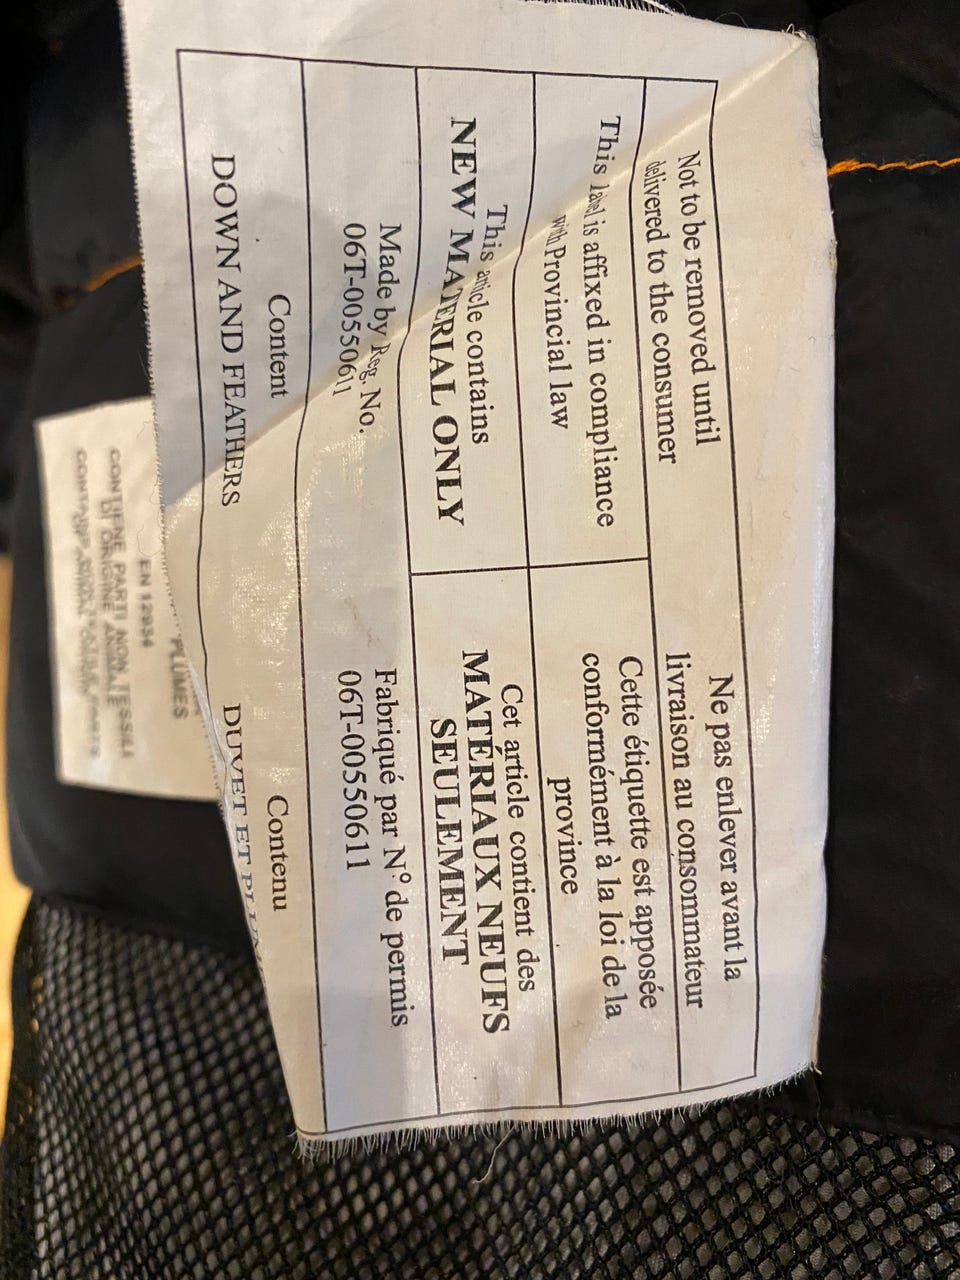 Not to be removed until
delivered to the consumer
Ne pas enlever avant la
livraison au consommateur
This label is affixed in compliance
with Provincial law
Cette étiquette est apposée
conformément à la loi de la
province
This article contains
NEW MATERIAL ONLY
Cet article contient des
MATÉRIAUX NEUFS
SEULEMENT
Made by Reg. No.
06T-00550611
Fabriqué par N° de permis
06T-00550611
Content
DOWN AND FEATHERS
Contenu
DUVET ET
PLUMES
EN 12934
CONTIENE PARTI NON TESSILI
DI ORIGINE ANIMALE